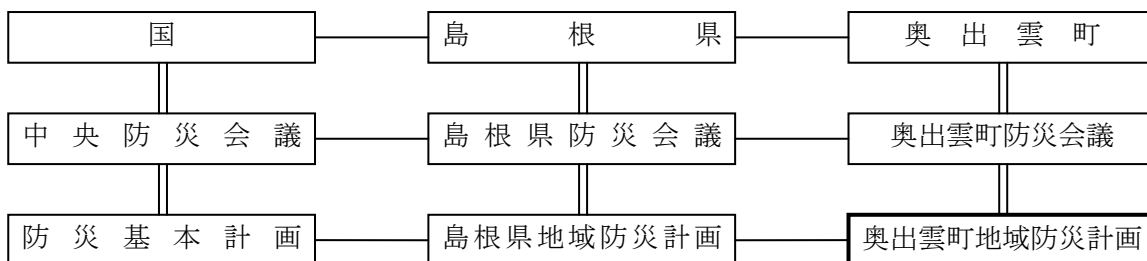 国 島根県 奥出雲町
中央防災会議 島根県防災会議 奥出雲町防災会議
防災基本計画 島根県地域防災計画 奥出雲町地域防災計画